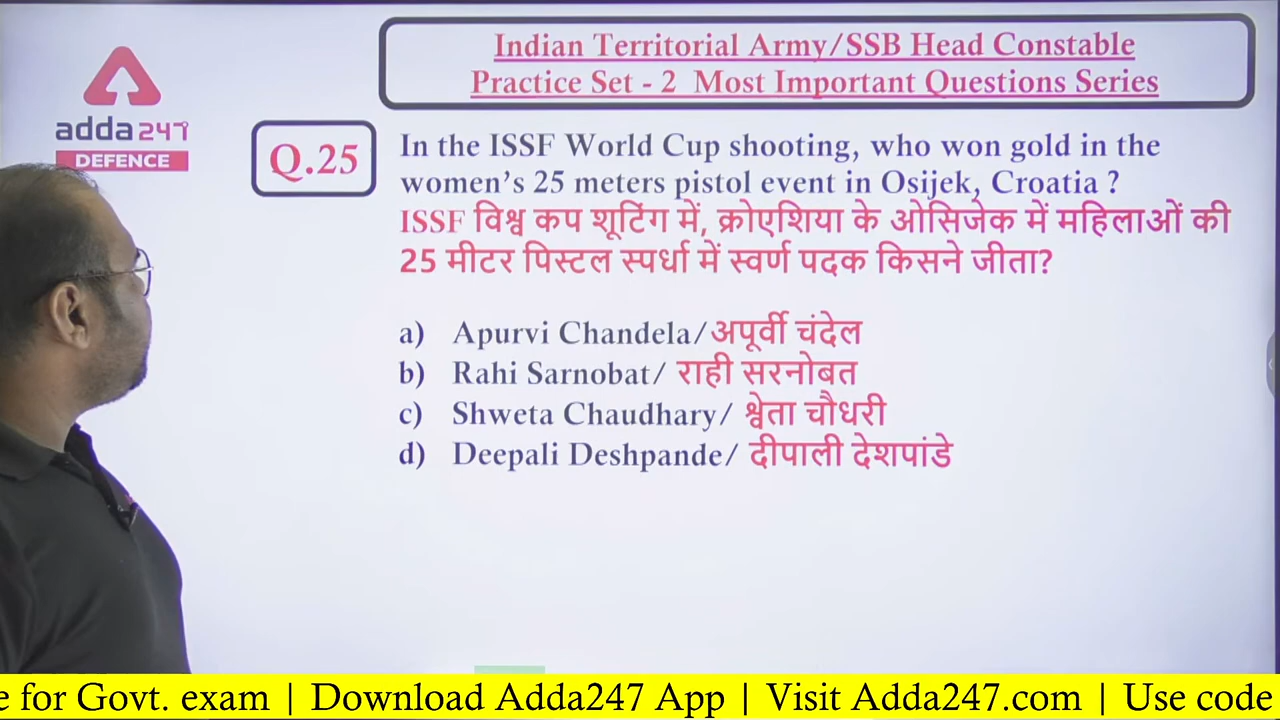 Indian Territorial Army/SSB Head Constable
Practice Set - 2 Most Important Questions Series
adda247
DEFENCE
Q.25
In the ISSF World Cup shooting, who won gold in the
women's 25 meters pistol event in Osijek, Croatia ?
ISSF विश्व कप शूटिंग में, क्रोएशिया के ओसिजेक में महिलाओं की
25 मीटर पिस्टल स्पर्धा में स्वर्ण पदक किसने जीता?
a) Apurvi Chandela/अपूर्वी चंदेल
b) Rahi Sarnobat/ राही सरनोबत
c) Shweta Chaudhary/ श्वेता चौधरी
d) Deepali Deshpande/ दीपाली देशपांडे
e for Govt. exam | Download Adda247 App | Visit Adda247.com | Use code